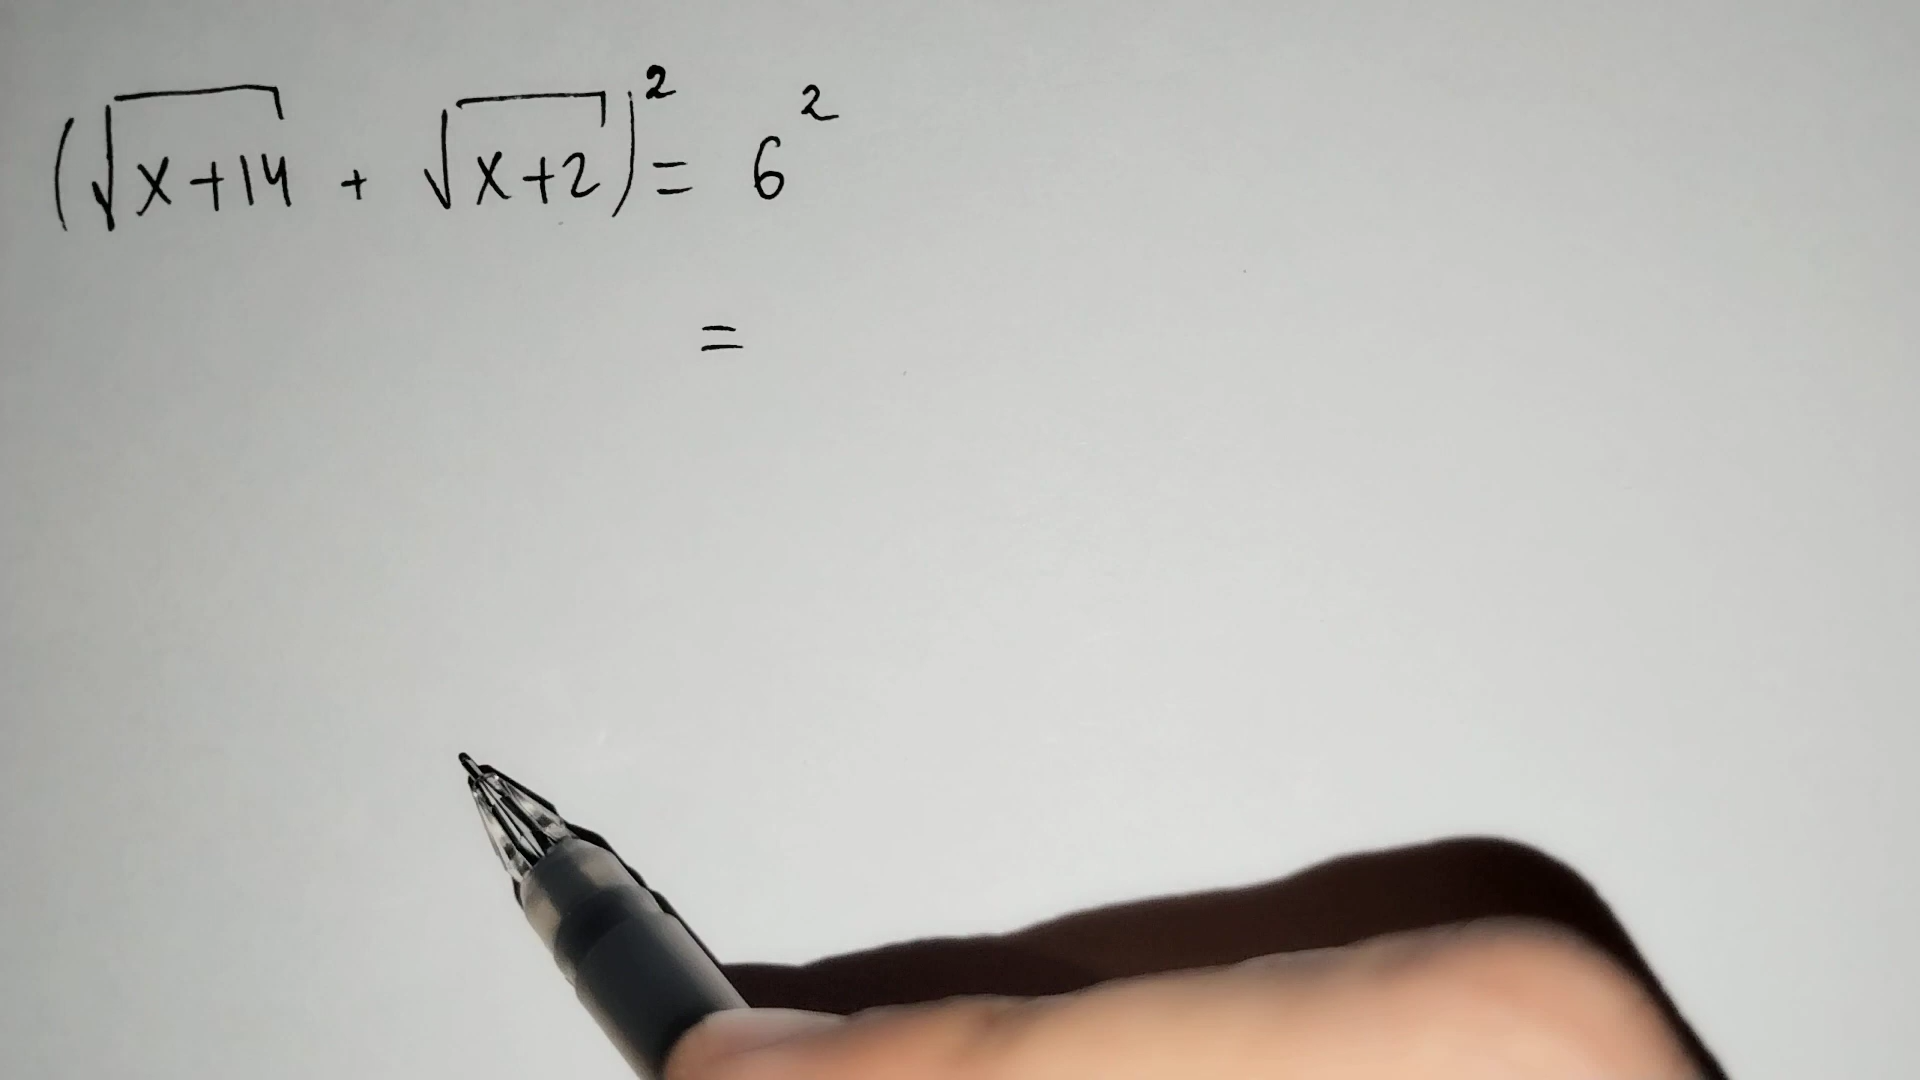 (√x+14 + √x+2)² = 6²
=